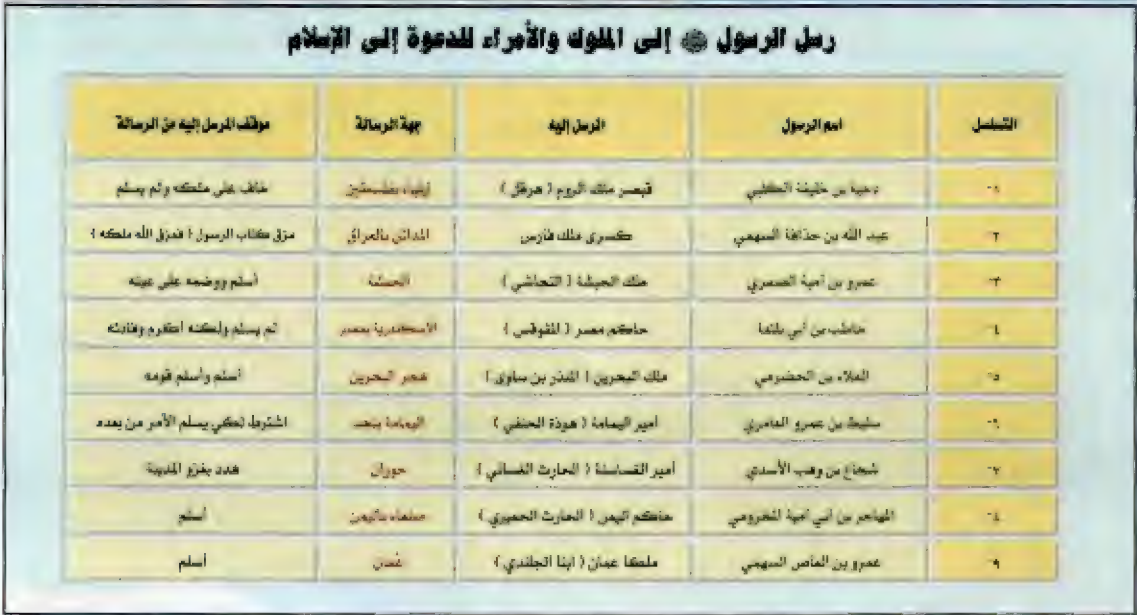 رسل الرسول ﷺ إلى الملوك والأمراء للدعوة إلى الإسلام
التسلسل اسم الرسول المرسل إليه جهة الرسالة موقف المرسل إليه من الرسالة
١- دحية بن خليفة الكلبي قيصر ملك الروم ( هرقل ) إيلياء بفلسطين خاف على ملكه ولم يسلم
٢- عبد الله بن حذافة السهمي كسرى ملك فارس المدائن بالعراق مزق كتاب الرسول ( فمزق الله ملكه )
٣- عمرو بن أمية الضمري ملك الحبشة ( النجاشي ) الحبشة أسلم ووضعه على عينه
٤- حاطب بن أبي بلتعا حاكم مصر ( المقوقس ) الاسكندرية بمصر لم يسلم ولكنه أكرم وفادته
٥- العلاء بن الحضرمي ملك البحرين ( المنذر بن ساوى ) هجر البحرين أسلم وأسلم قومه
٦- سليط بن عمرو العامري أمير اليمامة ( هوذة الحنفي ) اليمامة بنجد اشترط لكي يسلم الأمر من بعده
٧- شجاع بن وهب الأسدي أمير الغساسنة ( الحارث الغساني ) حوران هدد بغزو المدينة
٨- المهاجر بن أبي أمية المخزومي حاكم اليمن ( الحارث الحميري ) صنعاء باليمن أسلم
٩- عمرو بن العاص السهمي ملكا عمان ( ابنا الجلندي ) عُمان أسلم